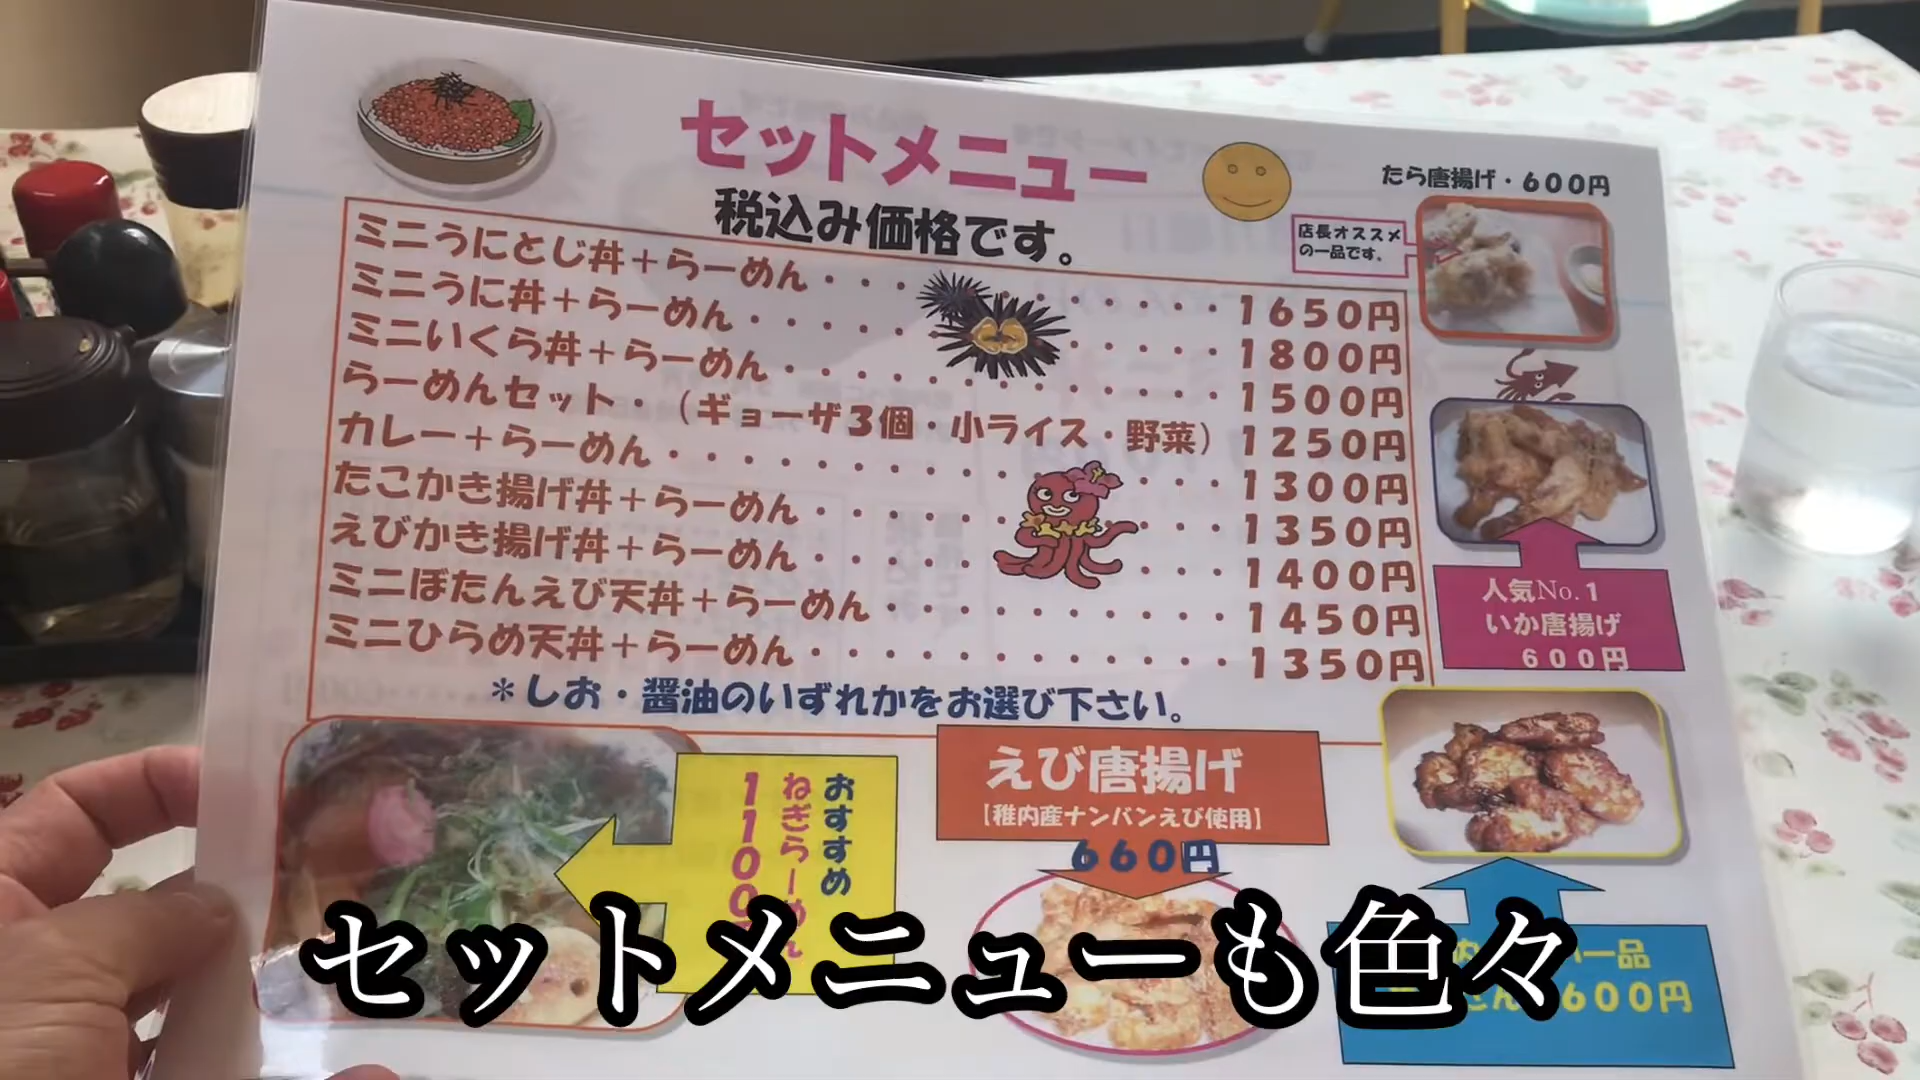 セットメニュー
税込み価格です。
たら唐揚げ・600円
店長オススメ
の一品です。
ミニうにとじ丼+らーめん・・・・・・・・・・・1650円
ミニうに丼+らーめん・・・・・・・・・・・1800円
ミニいくら丼+らーめん・・・・・・・・・・・1500円
らーめんセット・(ギョーザ3個・小ライス・野菜)1250円
カレー+らーめん・・・・・・・・・・・1300円
たこかき揚げ丼+らーめん・・・・・・・・・1350円
えびかき揚げ丼+らーめん・・・・・・・・・1400円
ミニぼたんえび天丼+らーめん・・・・・・・・・・1450円
ミニひらめ天丼+らーめん・・・・・・・・・・・・1350円
*しお・醤油のいずれかをお選び下さい。
人気No.1
いか唐揚げ
600円
おすすめ
ねぎらーめん
1100
えび唐揚げ
【稚内産ナンバンえび使用】
660円
一品
600円
セットメニューも色々